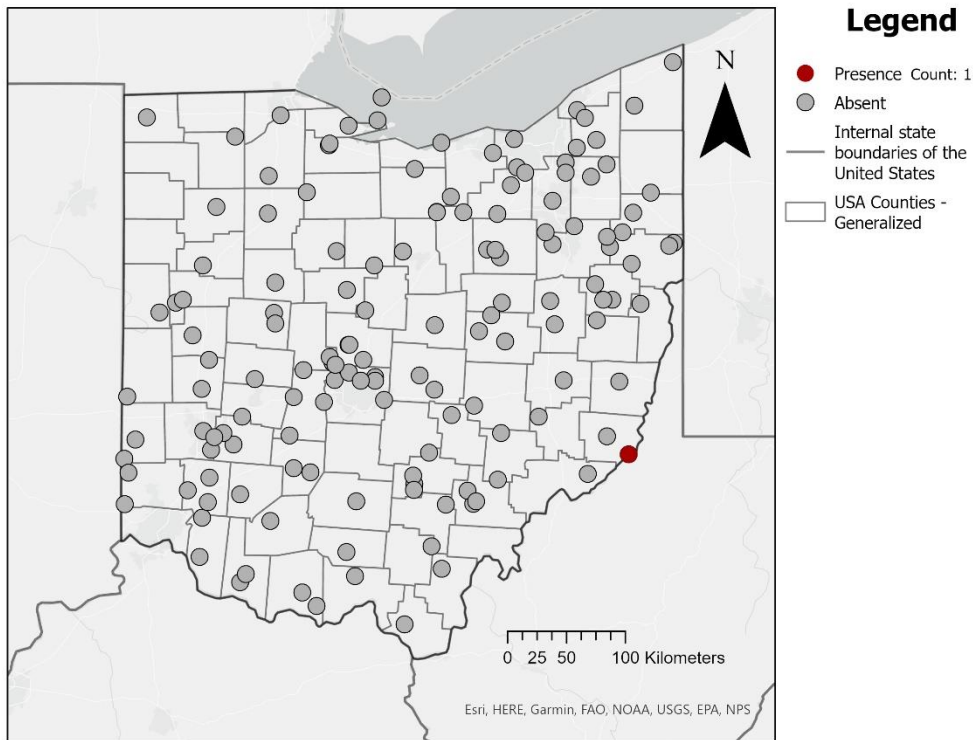 Legend
Presence Count: 1
Absent
Internal state
boundaries of the
United States
USA Counties -
Generalized
N
0 25 50 100 Kilometers
Esri, HERE, Garmin, FAO, NOAA, USGS, EPA, NPS